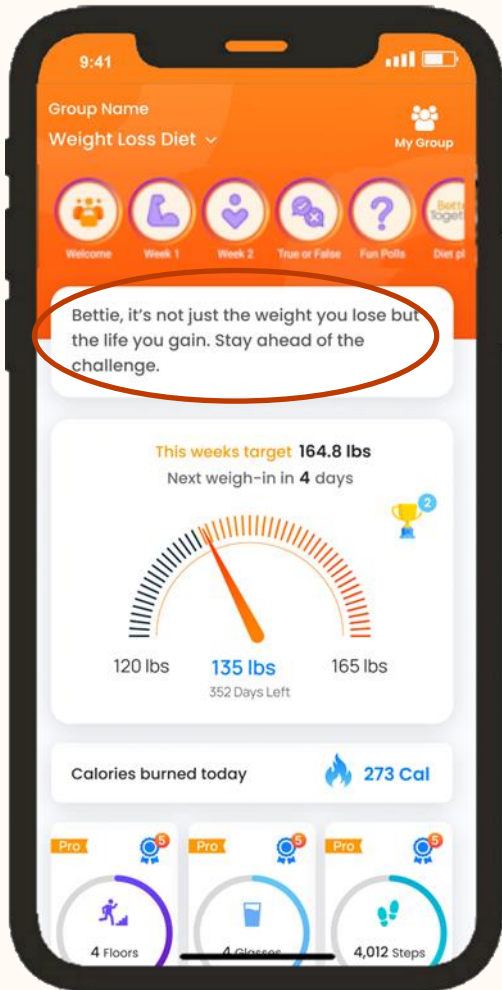 9:41
Group Name
Weight Loss Diet
My Group
Welcome
Week 1
Week 2
True or False
Fun Polls
Diet pl
Bette
Toget
Bettie, it's not just the weight you lose but
the life you gain. Stay ahead of the
challenge.
This weeks target 164.8 lbs
Next weigh-in in 4 days
2
120 lbs
135 lbs
165 lbs
352 Days Left
Calories burned today
273 Cal
Pro
5
Pro
5
Pro
5
4 Floors
4 Glasses
4,012 Steps